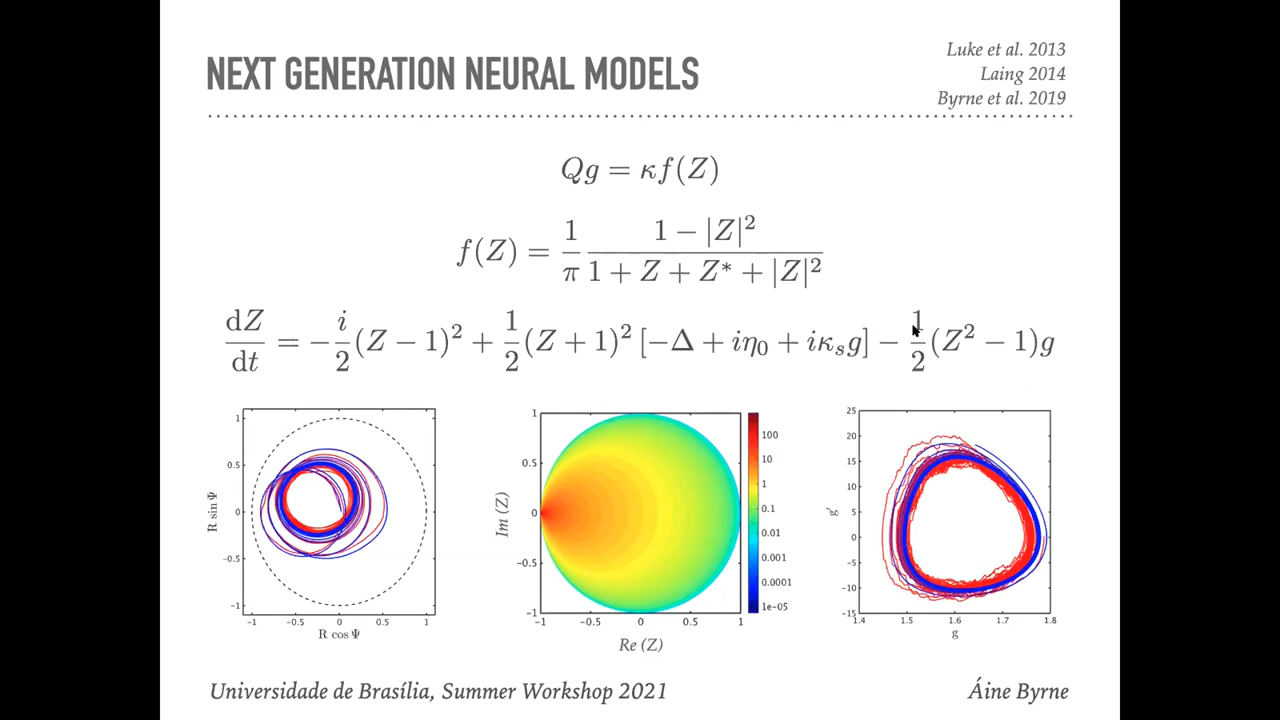 NEXT GENERATION NEURAL MODELS
Luke et al. 2013
Laing 2014
Byrne et al. 2019
Qg = κf(Z)
f(Z) = 1/π (1 − |Z|²)/(1 + Z + Z* + |Z|²)
dZ/dt = −i/2(Z − 1)² + 1/2(Z + 1)² [−Δ + iη₀ + iκₛg] − 1/2(Z² − 1)g
1
0.5
0
−0.5
−1
R sin Ψ
−1 −0.5 0 0.5 1
R cos Ψ
1
0.5
0
−0.5
−1
Im (Z)
−1 −0.5 0 0.5 1
Re (Z)
100
10
1
0.1
0.01
0.001
0.0001
1e−05
25
20
15
10
5
0
−5
−10
−15
g'
1.4 1.5 1.6 1.7 1.8
g
Universidade de Brasília, Summer Workshop 2021
Áine Byrne